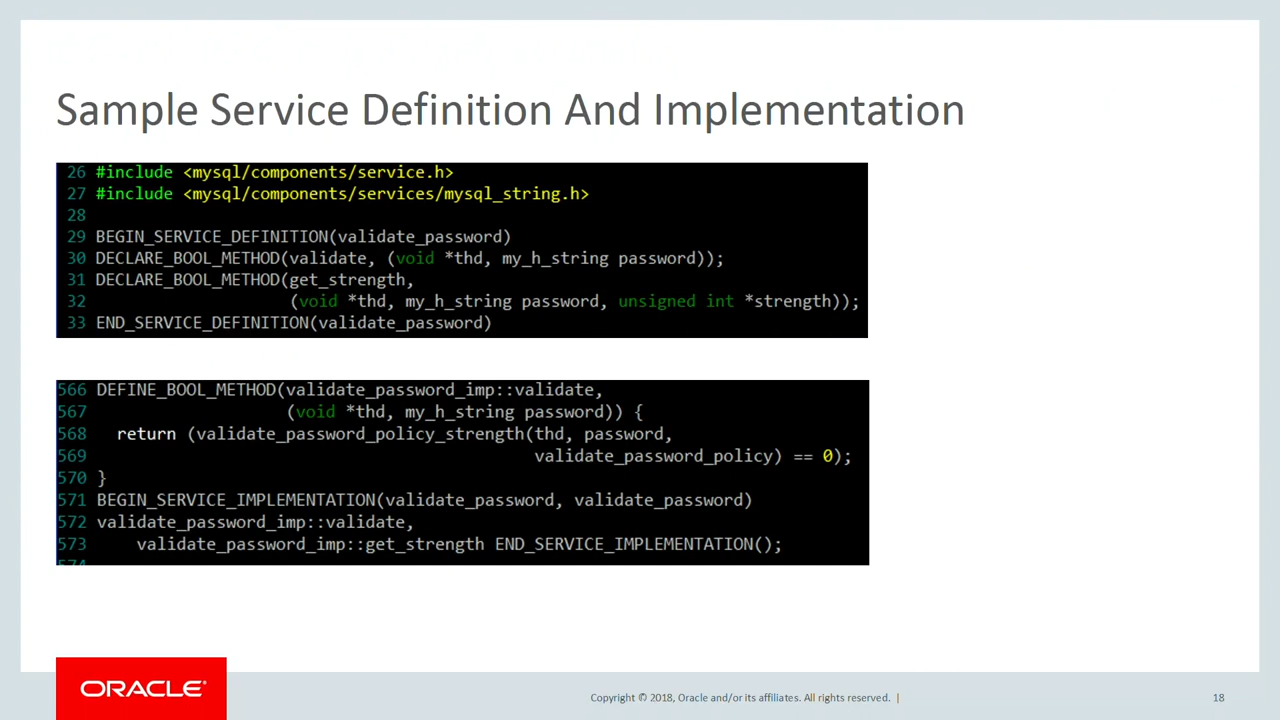 Sample Service Definition And Implementation
26 #include <mysql/components/service.h>
27 #include <mysql/components/services/mysql_string.h>
28
29 BEGIN_SERVICE_DEFINITION(validate_password)
30 DECLARE_BOOL_METHOD(validate, (void *thd, my_h_string password));
31 DECLARE_BOOL_METHOD(get_strength,
32                     (void *thd, my_h_string password, unsigned int *strength));
33 END_SERVICE_DEFINITION(validate_password)
566 DEFINE_BOOL_METHOD(validate_password_imp::validate,
567                    (void *thd, my_h_string password)) {
568   return (validate_password_policy_strength(thd, password,
569                                           validate_password_policy) == 0);
570 }
571 BEGIN_SERVICE_IMPLEMENTATION(validate_password, validate_password)
572 validate_password_imp::validate,
573     validate_password_imp::get_strength END_SERVICE_IMPLEMENTATION();
574
ORACLE®
Copyright © 2018, Oracle and/or its affiliates. All rights reserved. |
18